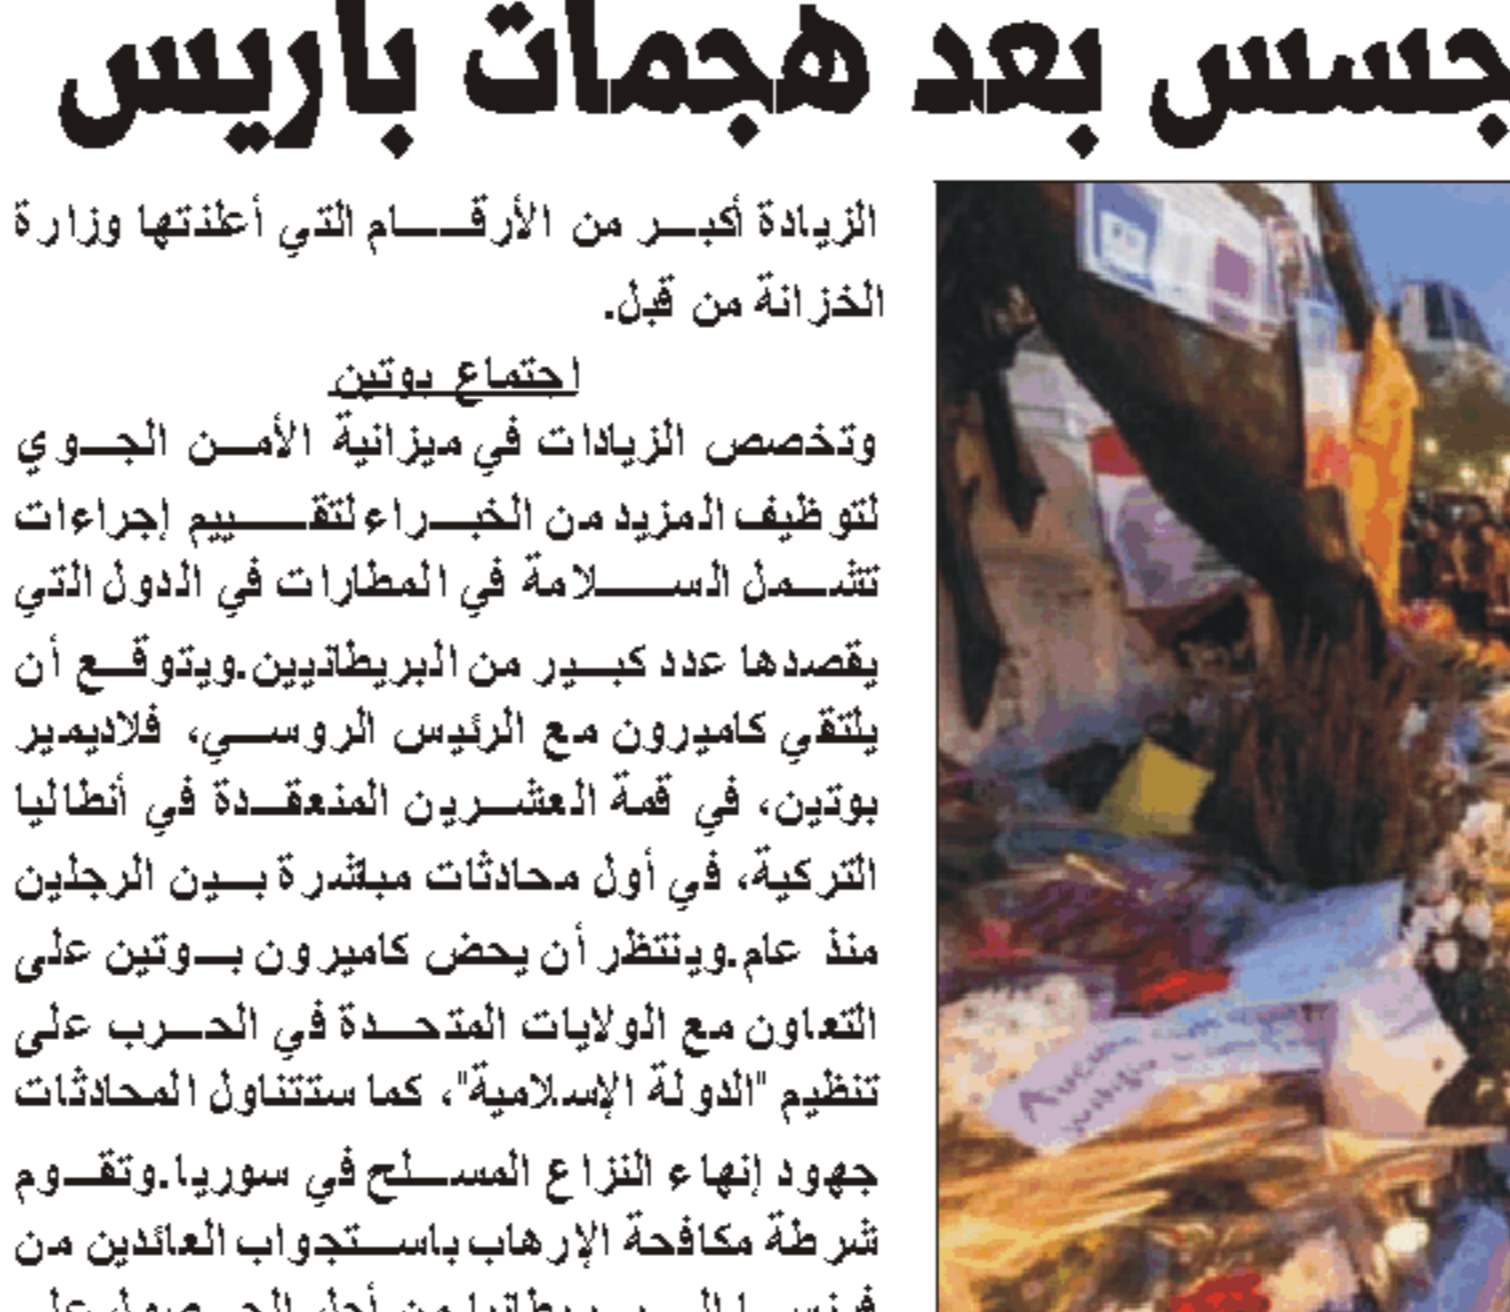 جسس بعد هجمات باريس
الزيادة أكبر من الأرقام التي أعلنتها وزارة
الخزانة من قبل.
اجتماع بوتين
وتخصص الزيادات في ميزانية الأمن الجوي
لتوظيف المزيد من الخبراء لتقييم إجراءات
تشمل السلامة في المطارات في الدول التي
يقصدها عدد كبير من البريطانيين.ويتوقع أن
يلتقي كاميرون مع الرئيس الروسي، فلاديمير
بوتين، في قمة العشرين المنعقدة في أنطاليا
التركية، في أول محادثات مباشرة بين الرجلين
منذ عام.وينتظر أن يحض كاميرون بوتين على
التعاون مع الولايات المتحدة في الحرب على
تنظيم "الدولة الإسلامية"، كما ستتناول المحادثات
جهود إنهاء النزاع المسلح في سوريا.وتقوم
شرطة مكافحة الإرهاب باستجواب العائدين من